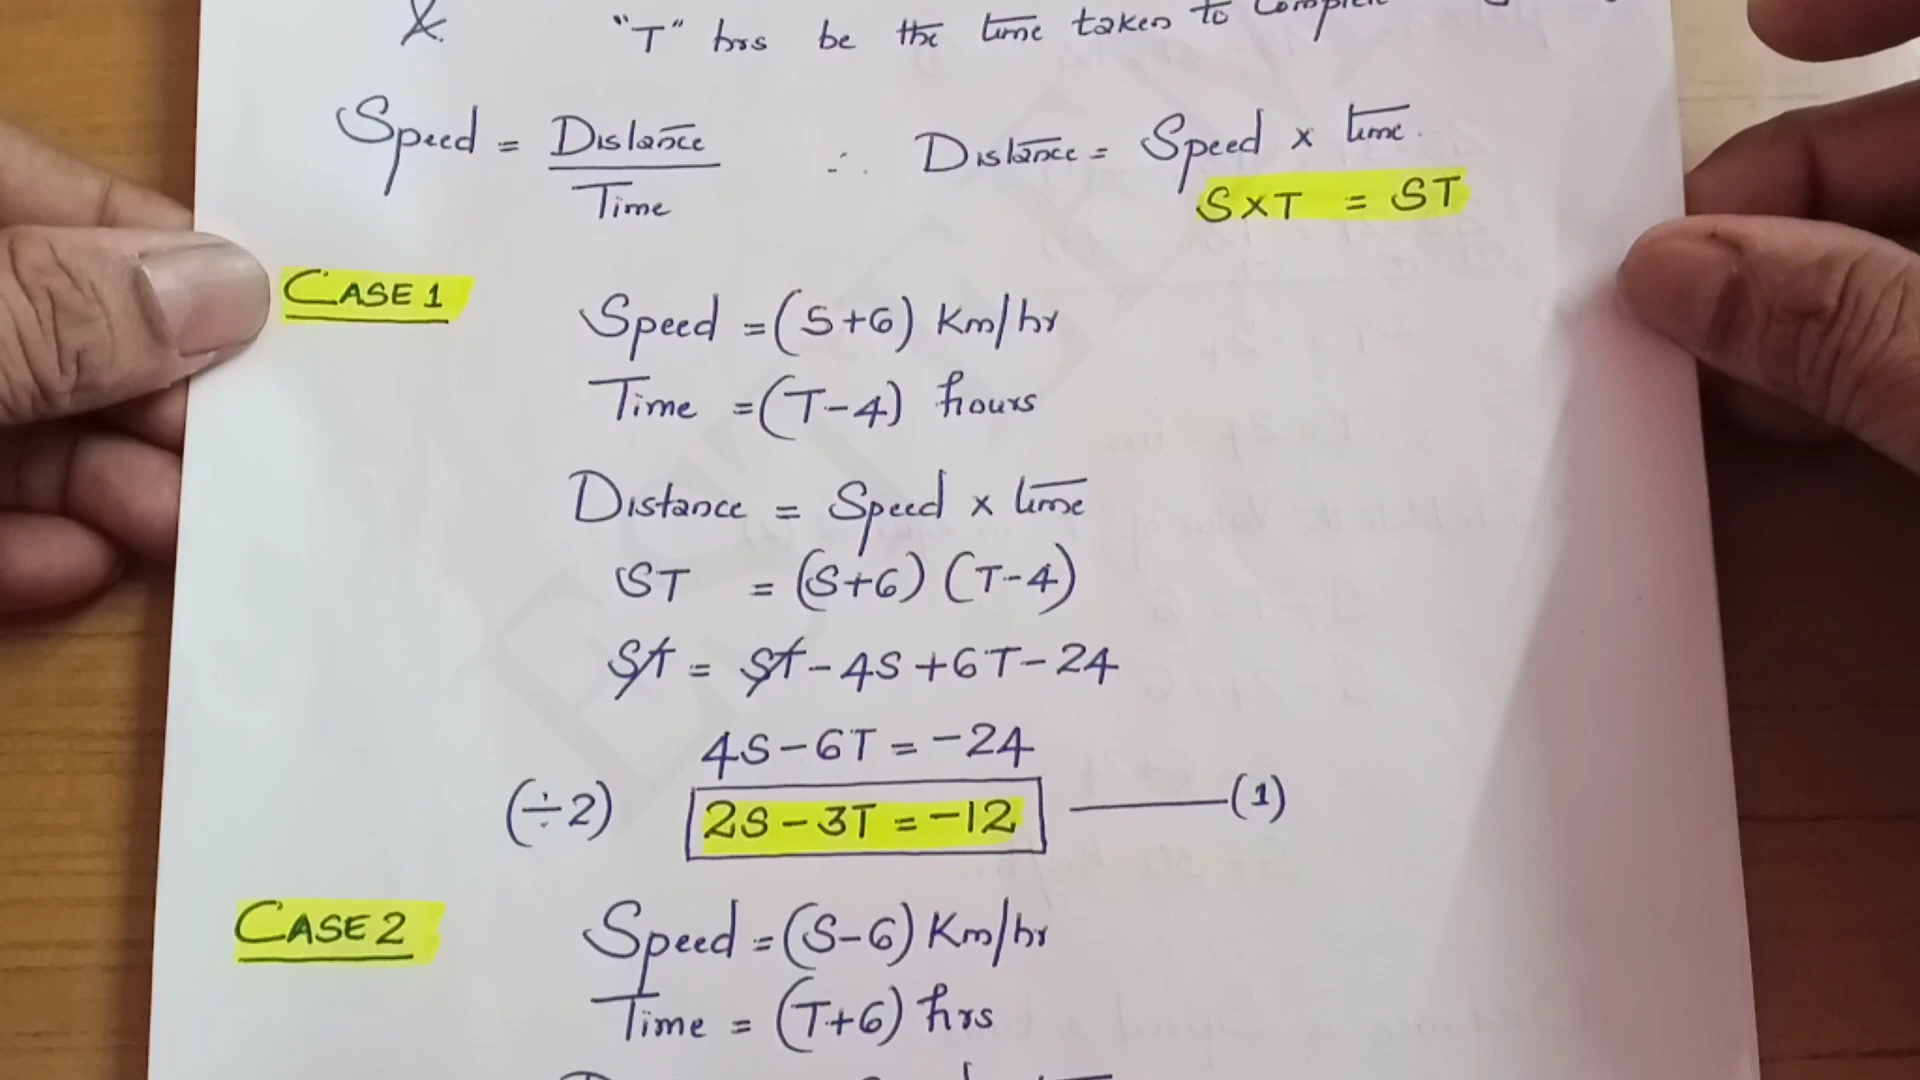 &
"T" hrs be the time taken to
Speed = Distance / Time ∴ Distance = Speed x time.
SXT = ST
CASE 1
Speed = (S+6) Km/hr
Time = (T-4) hours
Distance = Speed x time
ST = (S+6) (T-4)
ST = ST - 4S + 6T - 24
4S - 6T = -24
(÷2) 2S - 3T = -12 ——— (1)
CASE 2
Speed = (S-6) Km/hr
Time = (T+6) hrs